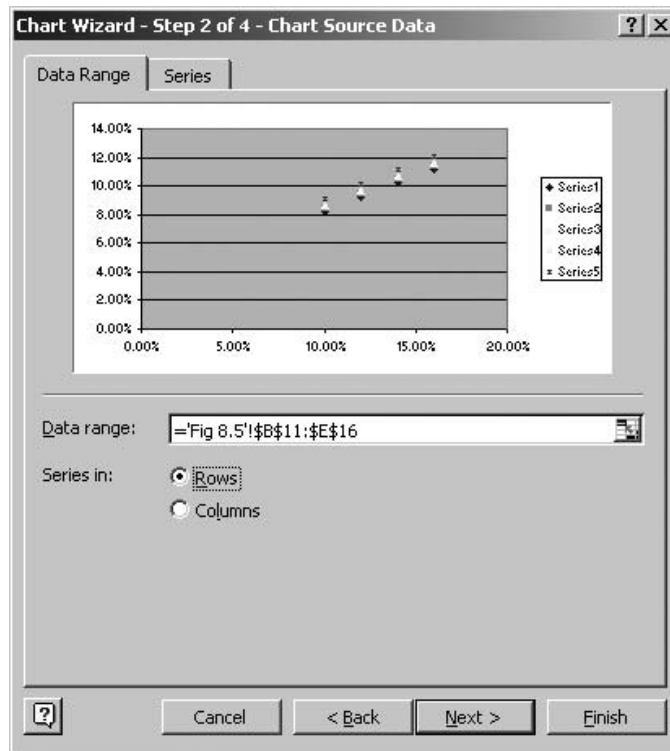 Chart Wizard - Step 2 of 4 - Chart Source Data
Data Range
Series
14.00%
12.00%
10.00%
8.00%
6.00%
4.00%
2.00%
0.00%
0.00%
5.00%
10.00%
15.00%
20.00%
Series1
Series2
Series3
Series4
Series5
Data range:
='Fig 8.5'!$B$11:$E$16
Series in:
Rows
Columns
Cancel
< Back
Next >
Finish